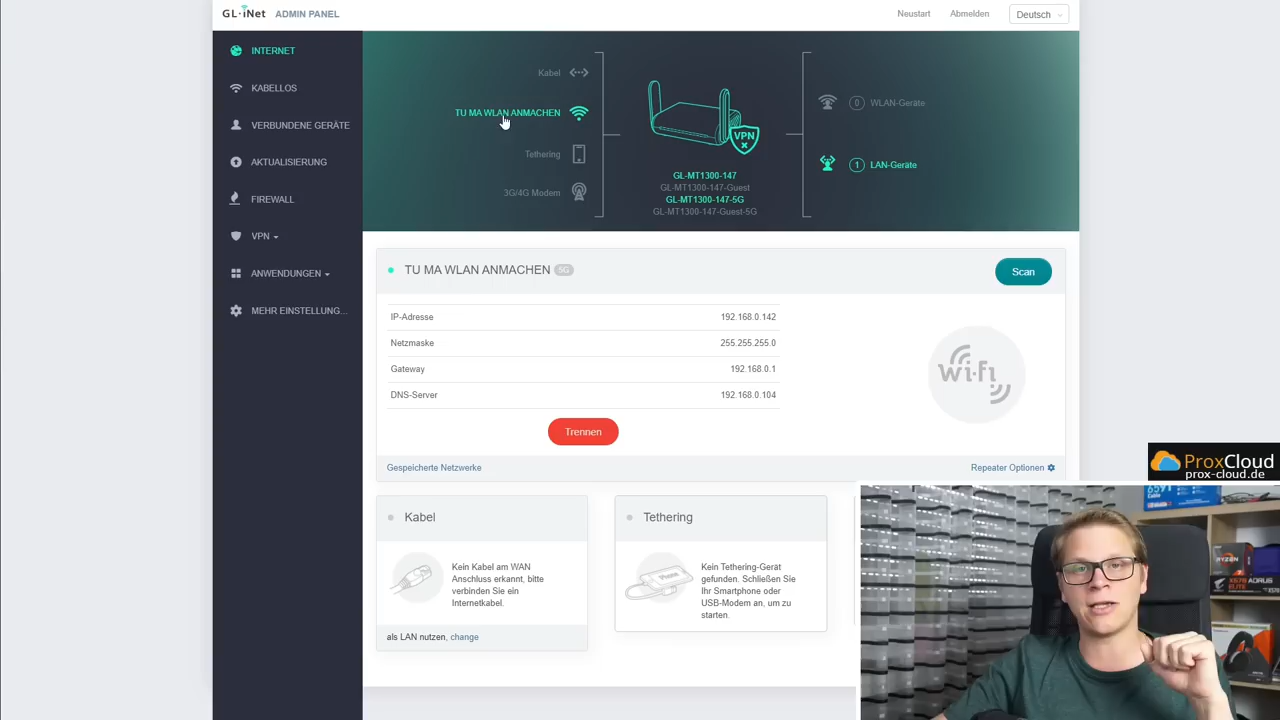 GL·iNet ADMIN PANEL
Neustart
Abmelden
Deutsch
INTERNET
KABELLOS
VERBUNDENE GERÄTE
AKTUALISIERUNG
FIREWALL
VPN
ANWENDUNGEN
MEHR EINSTELLUNG...
Kabel
TU MA WLAN ANMACHEN
Tethering
3G/4G Modem
VPN
GL-MT1300-147
GL-MT1300-147-Guest
GL-MT1300-147-5G
GL-MT1300-147-Guest-5G
0 WLAN-Geräte
1 LAN-Geräte
TU MA WLAN ANMACHEN 5G
Scan
IP-Adresse 192.168.0.142
Netzmaske 255.255.255.0
Gateway 192.168.0.1
DNS-Server 192.168.0.104
Wi-Fi
Trennen
Gespeicherte Netzwerke
Repeater Optionen
Kabel
Kein Kabel am WAN
Anschluss erkannt, bitte
verbinden Sie ein
Internetkabel.
als LAN nutzen, change
Tethering
Kein Tethering-Gerät
gefunden. Schließen Sie
Ihr Smartphone oder
USB-Modem an, um zu
starten.
ProxCloud
prox-cloud.de
RYZEN
X570 AORUS
ELITE